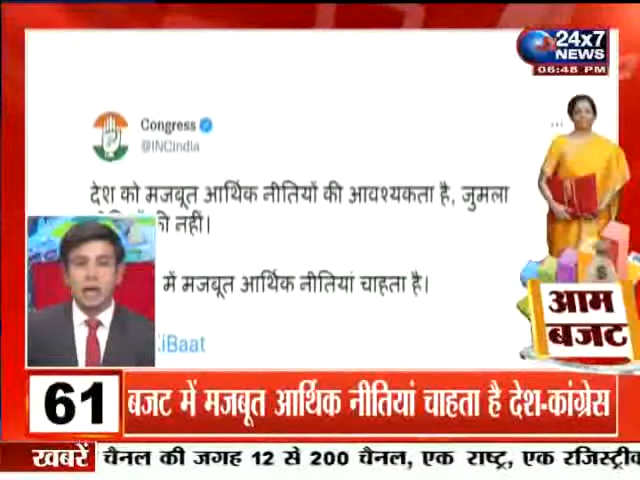 24x7
NEWS
06:48 PM
Congress
@INCIndia
देश को मजबूत आर्थिक नीतियों की आवश्यकता है, जुमला
की नहीं।
में मजबूत आर्थिक नीतियां चाहता है।
KiBaat
आम
बजट
61
बजट में मजबूत आर्थिक नीतियां चाहता है देश-कांग्रेस
खबरें
चैनल की जगह 12 से 200 चैनल, एक राष्ट्र, एक रजिस्ट्रीक